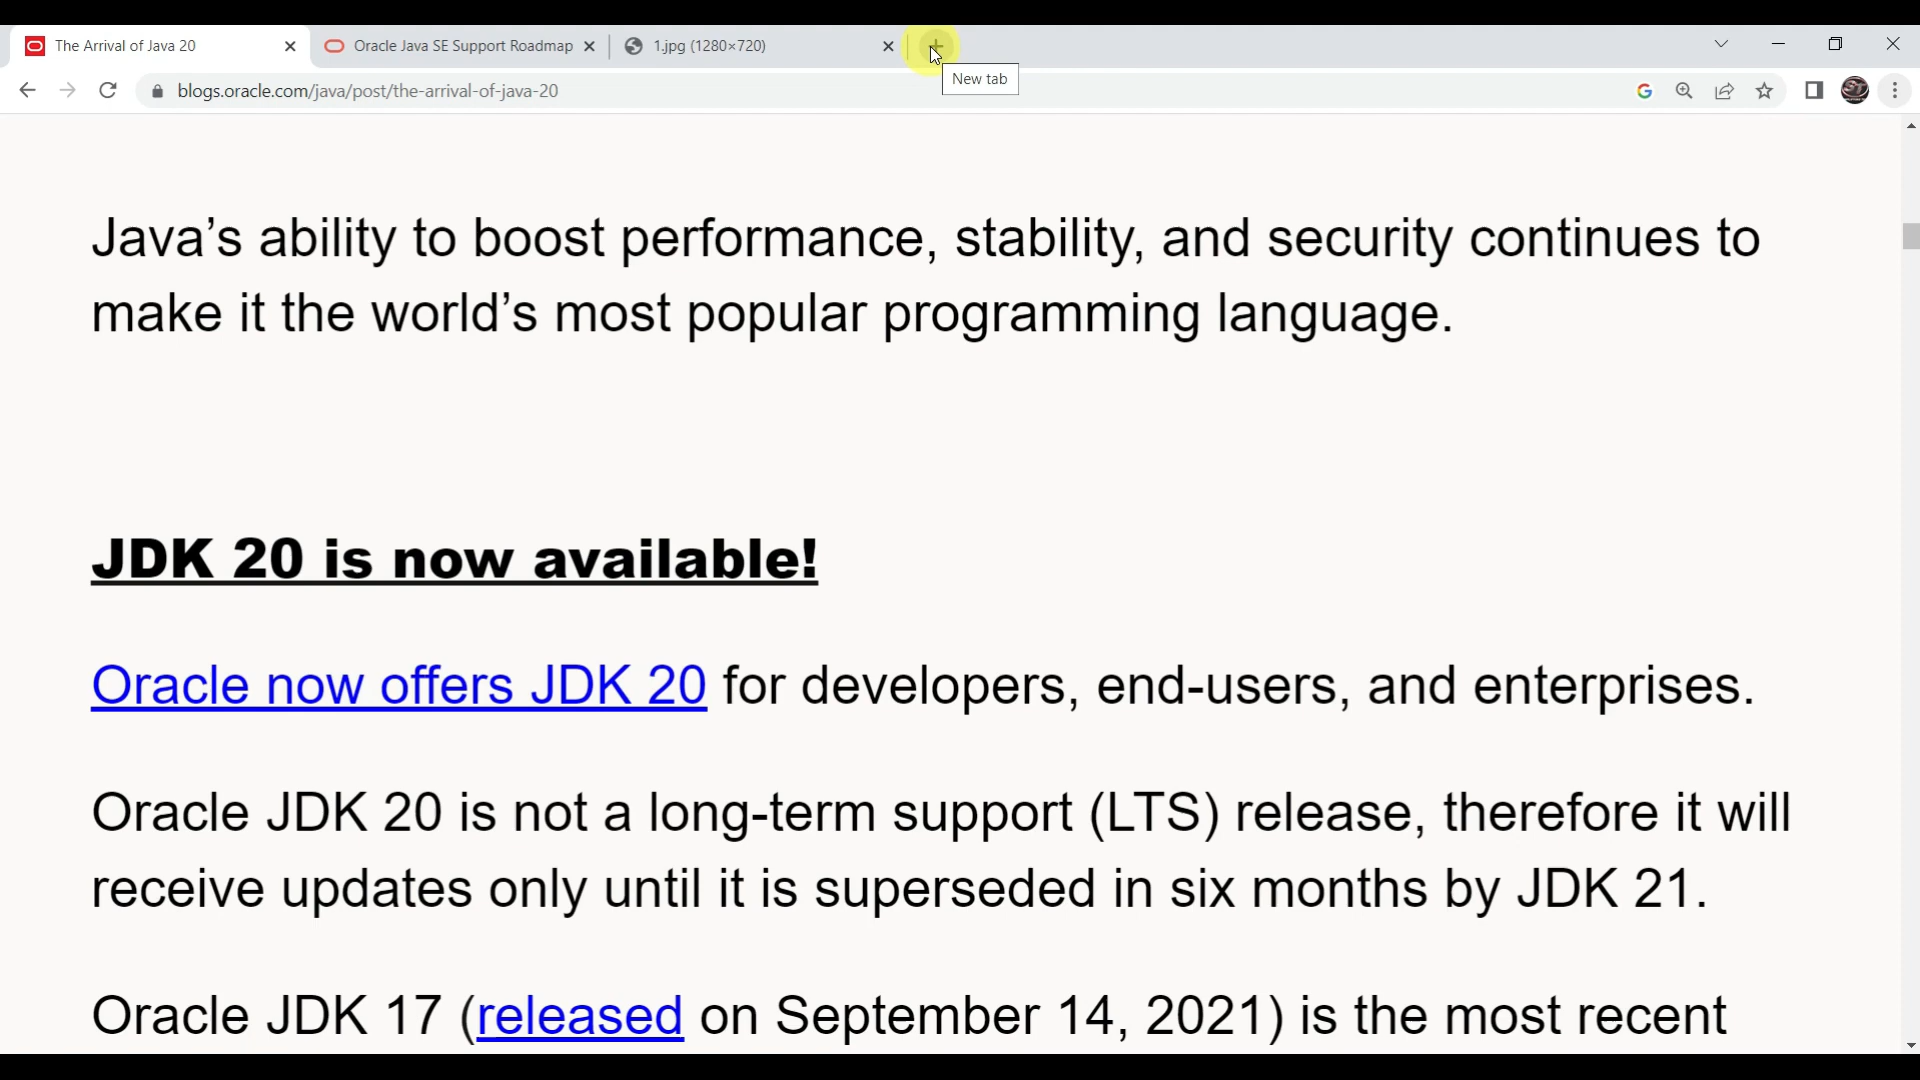 The Arrival of Java 20
Oracle Java SE Support Roadmap
1.jpg (1280×720)
New tab
blogs.oracle.com/java/post/the-arrival-of-java-20
Java’s ability to boost performance, stability, and security continues to
make it the world’s most popular programming language.
JDK 20 is now available!
Oracle now offers JDK 20 for developers, end-users, and enterprises.
Oracle JDK 20 is not a long-term support (LTS) release, therefore it will
receive updates only until it is superseded in six months by JDK 21.
Oracle JDK 17 (released on September 14, 2021) is the most recent